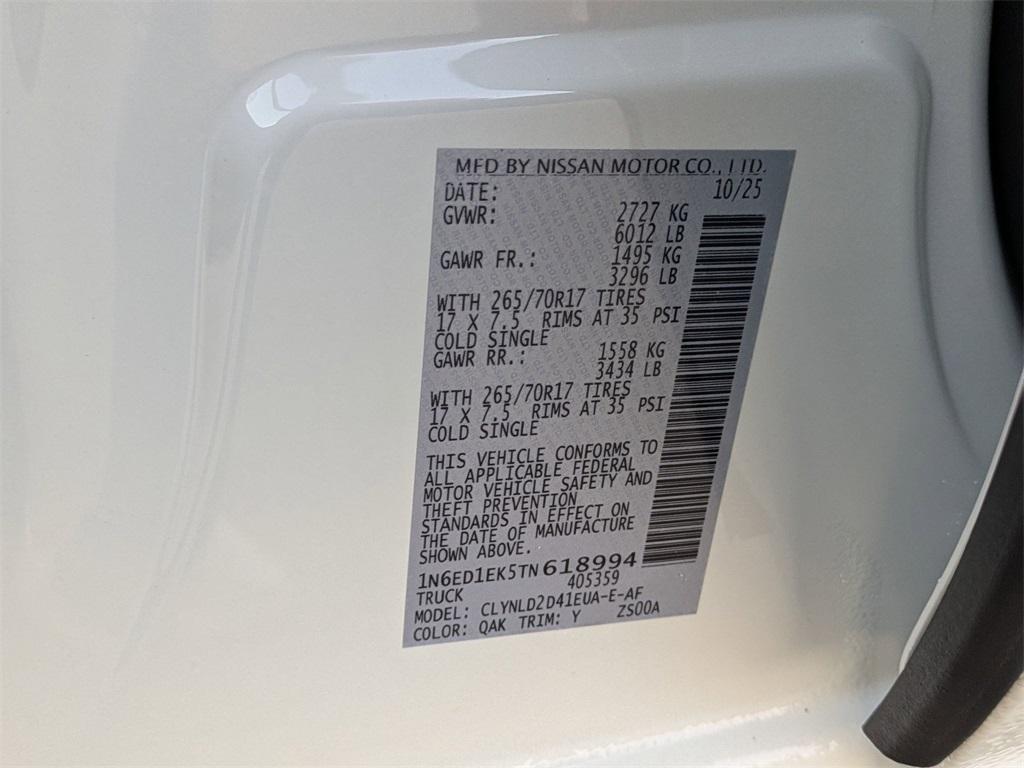 MFD BY NISSAN MOTOR CO., LTD.
DATE: 10/25
GVWR: 2727 KG
6012 LB
GAWR FR.: 1495 KG
3296 LB
WITH 265/70R17 TIRES
17 X 7.5 RIMS AT 35 PSI
COLD SINGLE
GAWR RR.: 1558 KG
3434 LB
WITH 265/70R17 TIRES
17 X 7.5 RIMS AT 35 PSI
COLD SINGLE
THIS VEHICLE CONFORMS TO
ALL APPLICABLE FEDERAL
MOTOR VEHICLE SAFETY AND
THEFT PREVENTION
STANDARDS IN EFFECT ON
THE DATE OF MANUFACTURE
SHOWN ABOVE.
1N6ED1EK5TN618994
TRUCK 405359
MODEL: CLYNLD2D41EUA-E-AF
COLOR: QAK TRIM: Y ZS00A